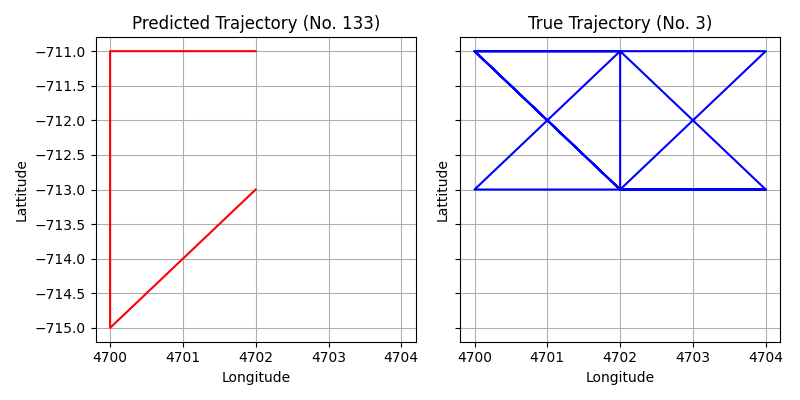 Predicted Trajectory (No. 133)
True Trajectory (No. 3)
−711.0
−711.5
−712.0
−712.5
−713.0
−713.5
−714.0
−714.5
−715.0
Lattitude
Lattitude
4700 4701 4702 4703 4704
4700 4701 4702 4703 4704
Longitude
Longitude